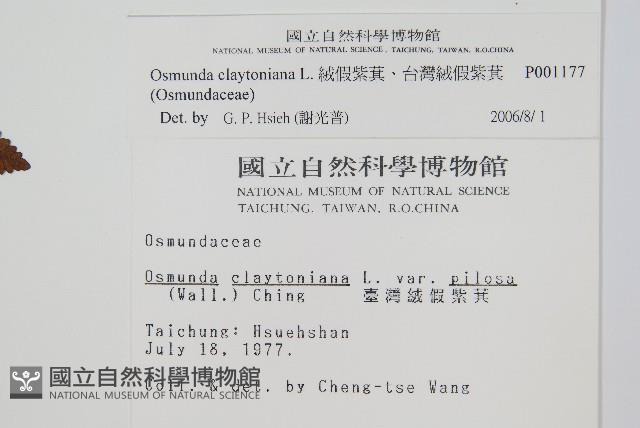 國立自然科學博物館
NATIONAL MUSEUM OF NATURAL SCIENCE, TAICHUNG, TAIWAN, R.O.CHINA
Osmunda claytoniana L. 絨假紫萁、台灣絨假紫萁 P001177
(Osmundaceae)
Det. by G. P. Hsieh (謝光普) 2006/8/1
國立自然科學博物館
NATIONAL MUSEUM OF NATURAL SCIENCE
TAICHUNG, TAIWAN, R.O.CHINA
Osmundaceae
Osmunda claytoniana L. var. pilosa
(Wall.) Ching 臺灣絨假紫萁
Taichung: Hsuehshan
July 18, 1977.
Coll. & det. by Cheng-tse Wang
國立自然科學博物館
NATIONAL MUSEUM OF NATURAL SCIENCE